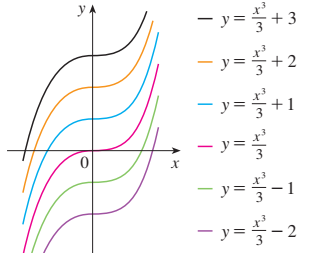 y
0
x
y = x³/3 + 3
y = x³/3 + 2
y = x³/3 + 1
y = x³/3
y = x³/3 − 1
y = x³/3 − 2